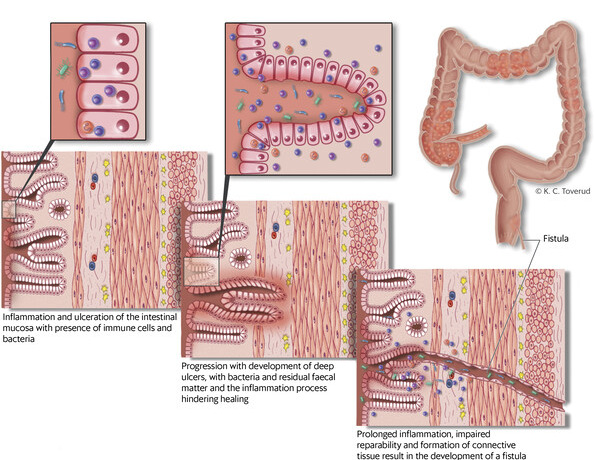 © K. C. Toverud
Fistula
Inflammation and ulceration of the intestinal
mucosa with presence of immune cells and
bacteria
Progression with development of deep
ulcers, with bacteria and residual faecal
matter and the inflammation process
hindering healing
Prolonged inflammation, impaired
reparability and formation of connective
tissue result in the development of a fistula